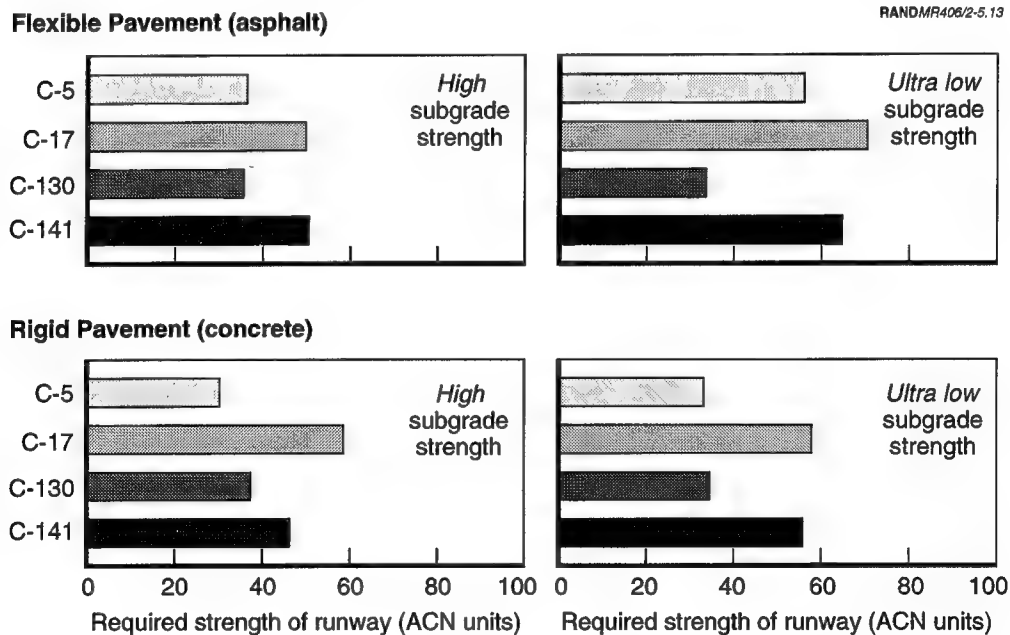 RANDMR406/2-5.13
Flexible Pavement (asphalt)
C-5
C-17
C-130
C-141
High
subgrade
strength
Ultra low
subgrade
strength
Rigid Pavement (concrete)
C-5
C-17
C-130
C-141
High
subgrade
strength
Ultra low
subgrade
strength
0 20 40 60 80 100
0 20 40 60 80 100
Required strength of runway (ACN units)
Required strength of runway (ACN units)